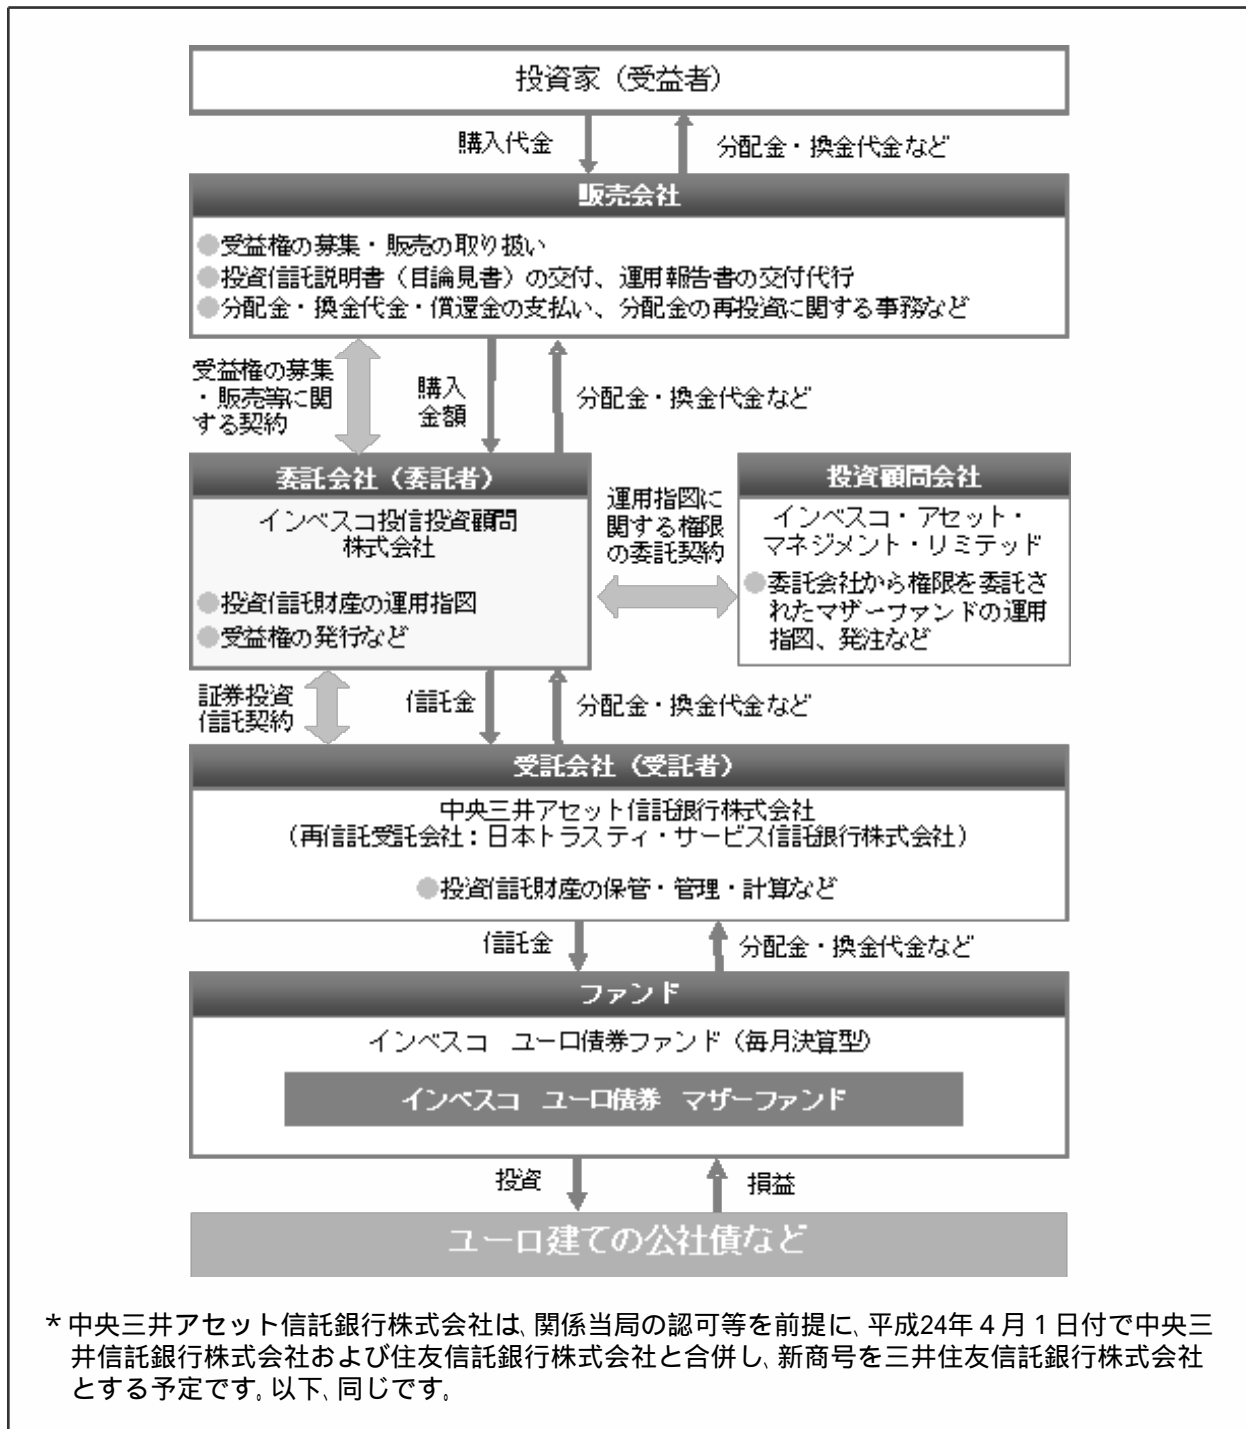 投資家（受益者）
購入代金
分配金・換金代金など
販売会社
●受益権の募集・販売の取り扱い
●投資信託説明書（目論見書）の交付、運用報告書の交付代行
●分配金・換金代金・償還金の支払い、分配金の再投資に関する事務など
受益権の募集
・販売等に関
する契約
購入
金額
分配金・換金代金など
委託会社（委託者）
インベスコ投信投資顧問
株式会社
●投資信託財産の運用指図
●受益権の発行など
運用指図に
関する権限
の委託契約
投資顧問会社
インベスコ・アセット・
マネジメント・リミテッド
●委託会社から権限を委託さ
れたマザーファンドの運用
指図、発注など
証券投資
信託契約
信託金
分配金・換金代金など
受託会社（受託者）
中央三井アセット信託銀行株式会社
（再信託受託会社：日本トラスティ・サービス信託銀行株式会社）
●投資信託財産の保管・管理・計算など
信託金
分配金・換金代金など
ファンド
インベスコ　ユーロ債券ファンド（毎月決算型）
インベスコ　ユーロ債券　マザーファンド
投資
損益
ユーロ建ての公社債など
＊中央三井アセット信託銀行株式会社は、関係当局の認可等を前提に、平成24年４月１日付で中央三
井信託銀行株式会社および住友信託銀行株式会社と合併し、新商号を三井住友信託銀行株式会社
とする予定です。以下、同じです。